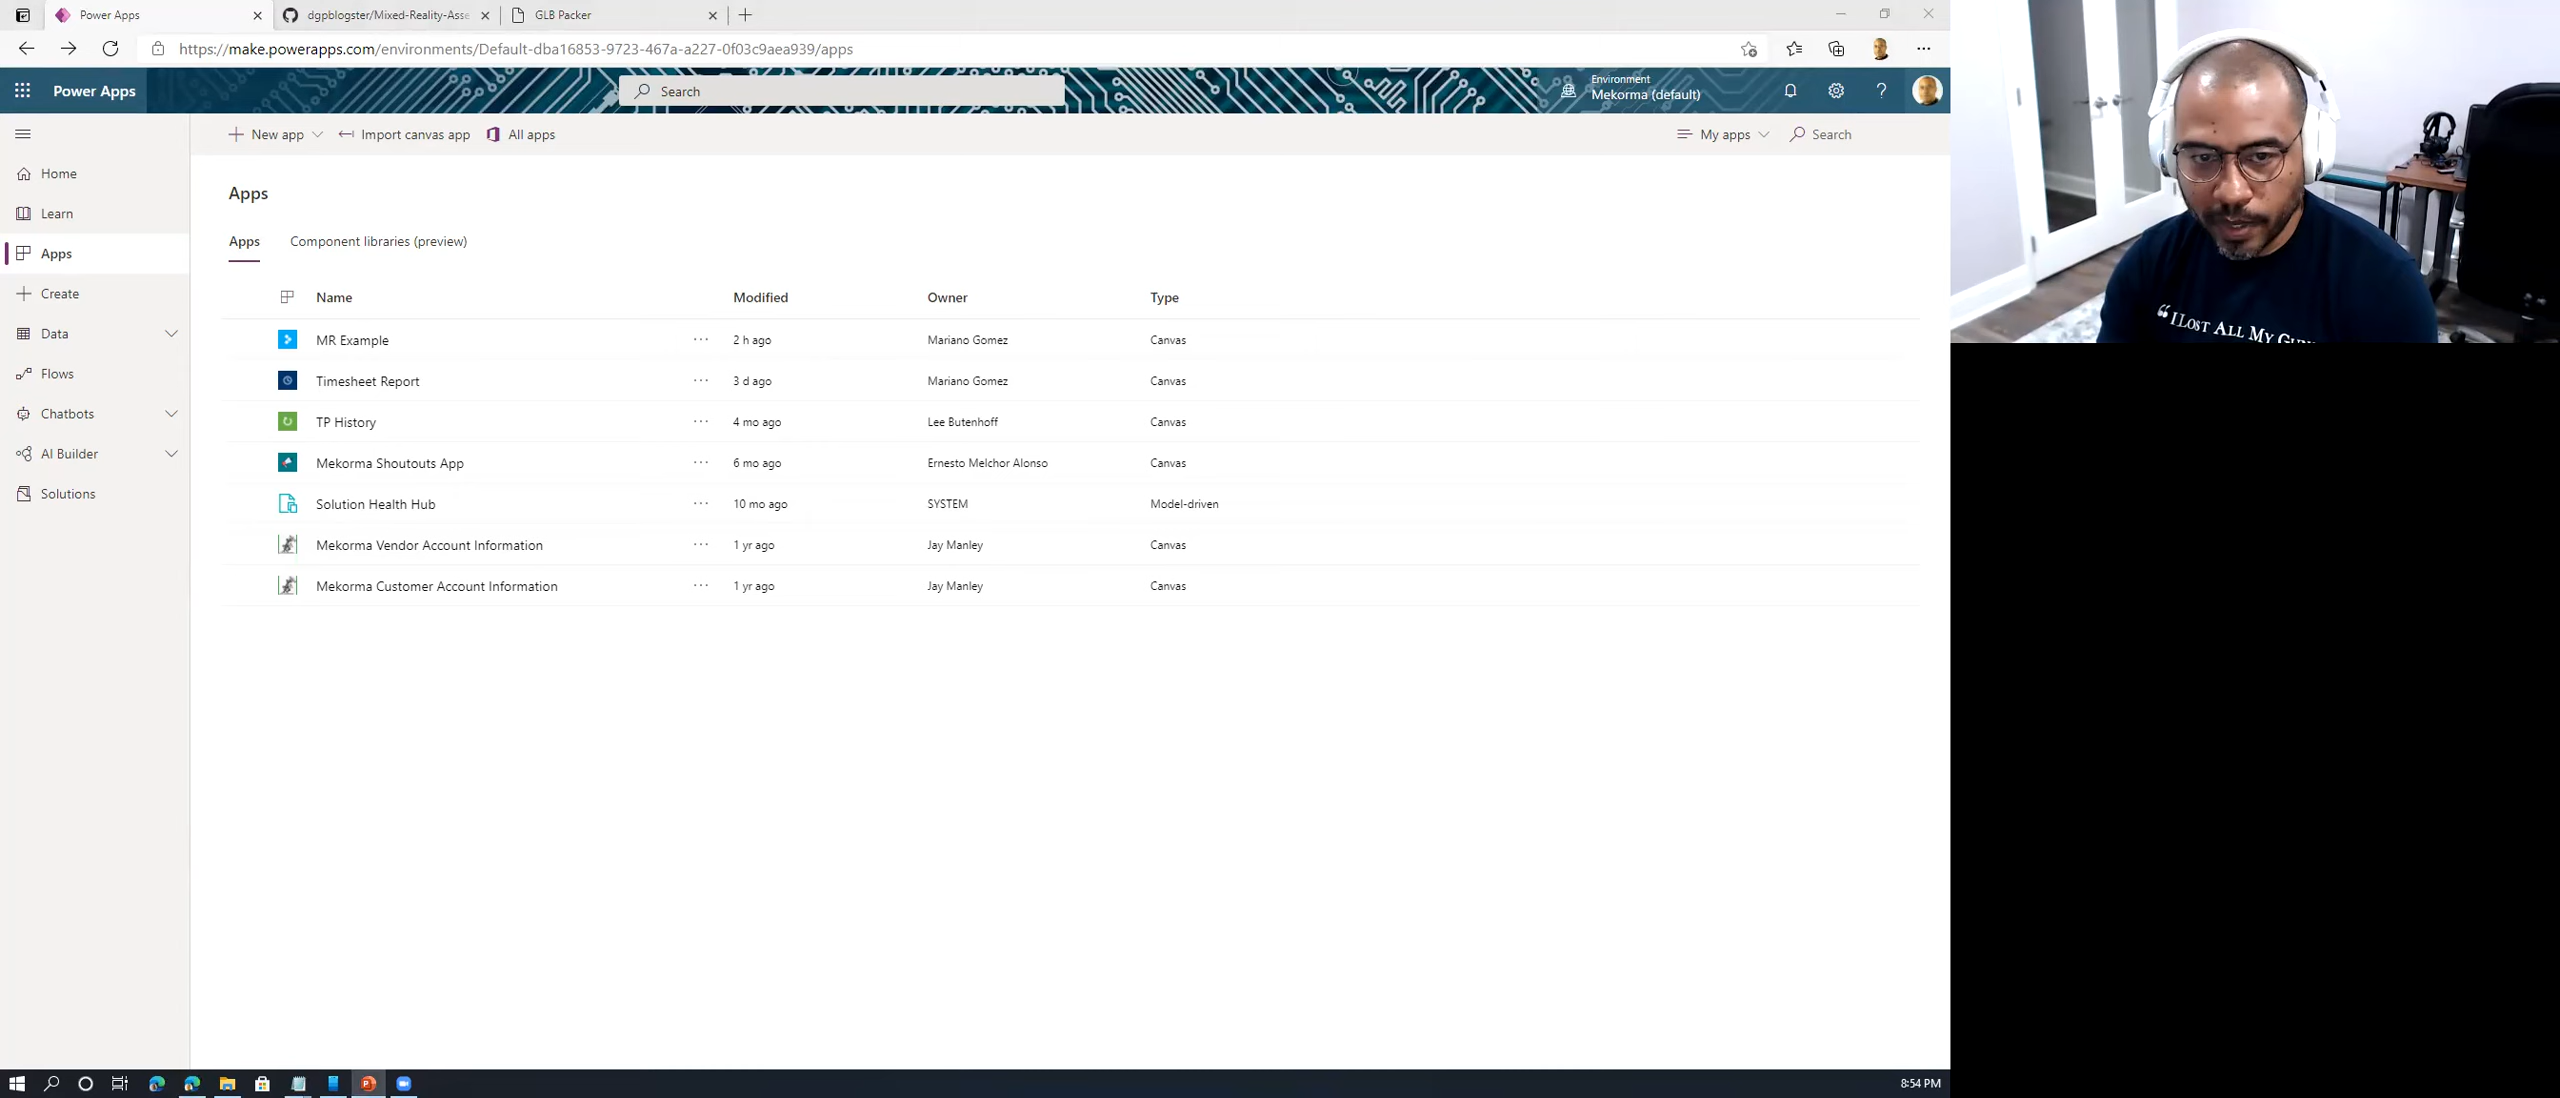 Power Apps
dgpblogster/Mixed-Reality-Asse
GLB Packer
https://make.powerapps.com/environments/Default-dba16853-9723-467a-a227-0f03c9aea939/apps
Power Apps
Search
Environment
Mekorma (default)
New app
Import canvas app
All apps
My apps
Search
Home
Learn
Apps
Create
Data
Flows
Chatbots
AI Builder
Solutions
Apps
Apps Component libraries (preview)
Name Modified Owner Type
MR Example ... 2 h ago Mariano Gomez Canvas
Timesheet Report ... 3 d ago Mariano Gomez Canvas
TP History ... 4 mo ago Lee Butenhoff Canvas
Mekorma Shoutouts App ... 6 mo ago Ernesto Melchor Alonso Canvas
Solution Health Hub ... 10 mo ago SYSTEM Model-driven
Mekorma Vendor Account Information ... 1 yr ago Jay Manley Canvas
Mekorma Customer Account Information ... 1 yr ago Jay Manley Canvas
8:54 PM
“I LOST ALL MY